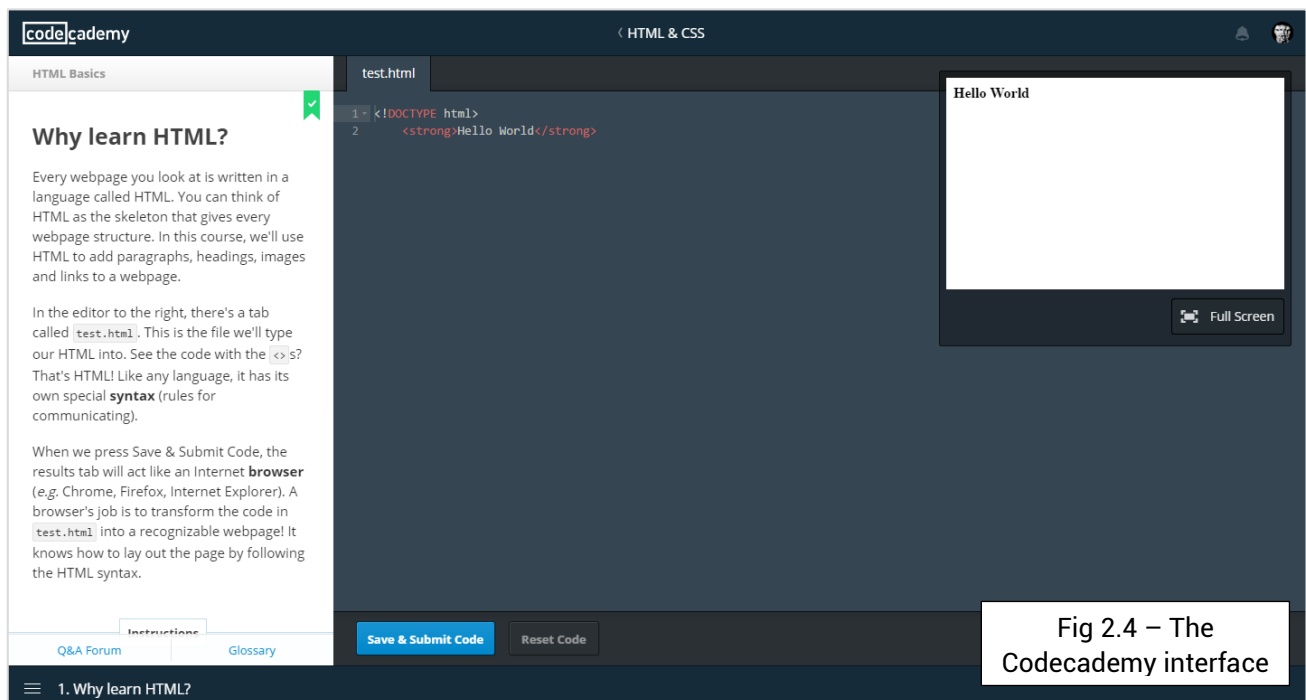 codecademy
HTML & CSS
HTML Basics
Why learn HTML?
Every webpage you look at is written in a
language called HTML. You can think of
HTML as the skeleton that gives every
webpage structure. In this course, we'll use
HTML to add paragraphs, headings, images
and links to a webpage.
In the editor to the right, there's a tab
called test.html. This is the file we'll type
our HTML into. See the code with the <>s?
That's HTML! Like any language, it has its
own special syntax (rules for
communicating).
When we press Save & Submit Code, the
results tab will act like an Internet browser
(e.g. Chrome, Firefox, Internet Explorer). A
browser's job is to transform the code in
test.html into a recognizable webpage! It
knows how to lay out the page by following
the HTML syntax.
Instructions
Q&A Forum
Glossary
test.html
1 <!DOCTYPE html>
2 <strong>Hello World</strong>
Hello World
Full Screen
Save & Submit Code
Reset Code
Fig 2.4 – The
Codecademy interface
1. Why learn HTML?